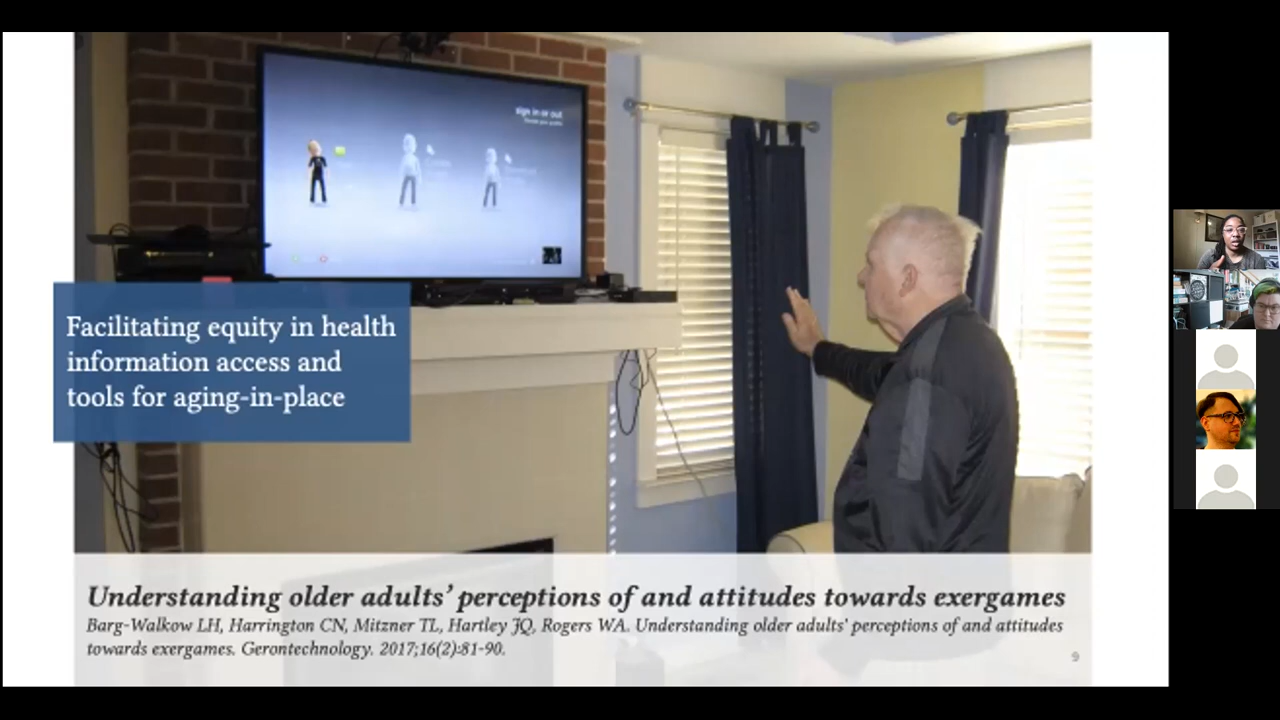 sign in or out
Facilitating equity in health
information access and
tools for aging-in-place
Understanding older adults' perceptions of and attitudes towards exergames
Barg-Walkow LH, Harrington CN, Mitzner TL, Hartley JQ, Rogers WA. Understanding older adults' perceptions of and attitudes
towards exergames. Gerontechnology. 2017;16(2):81-90.
9